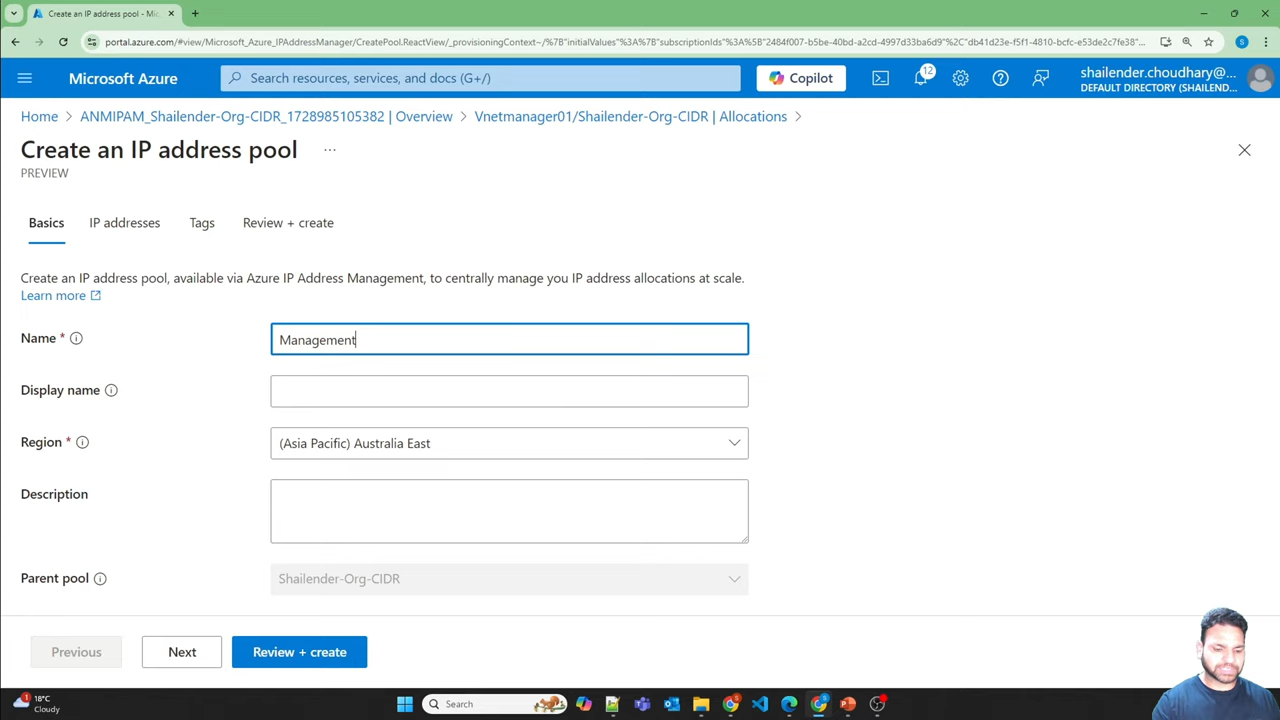 Create an IP address pool - Mic
portal.azure.com/#view/Microsoft_Azure_IPAddressManager/CreatePool.ReactView/_provisioningContext~/%7B"initialValues"%3A%7B"subscriptionIds"%3A%5B"2484f007-b5be-40bd-a2cd-4997d33ba6d9"%2C"db41d23e-f5f1-4810-bcfc-e53de2c7fe38"...
Microsoft Azure
Search resources, services, and docs (G+/)
Copilot
12
shailender.choudhary@...
DEFAULT DIRECTORY (SHAILEND...
Home > ANMIPAM_Shailender-Org-CIDR_1728985105382 | Overview > Vnetmanager01/Shailender-Org-CIDR | Allocations >
Create an IP address pool ...
PREVIEW
Basics IP addresses Tags Review + create
Create an IP address pool, available via Azure IP Address Management, to centrally manage you IP address allocations at scale.
Learn more
Name *
Management
Display name
Region *
(Asia Pacific) Australia East
Description
Parent pool
Shailender-Org-CIDR
Previous Next Review + create
1
18°C
Cloudy
Search